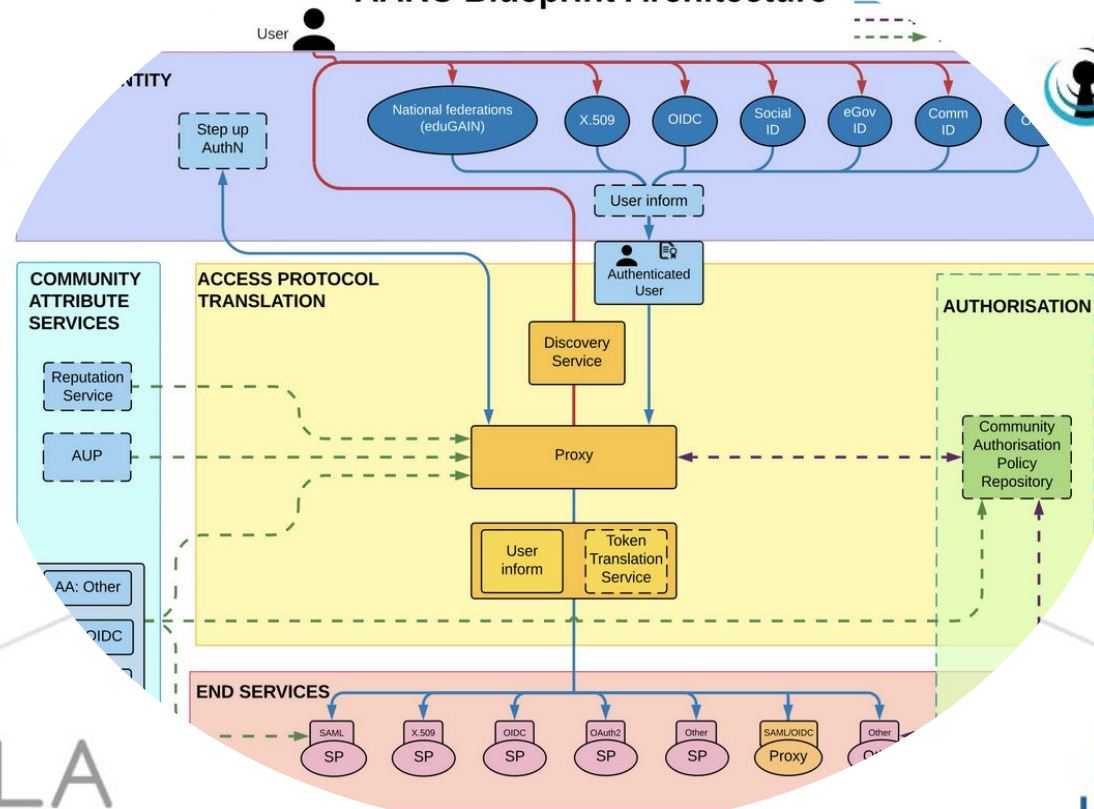 User
NTITY
Step up
AuthN
National federations
(eduGAIN)
X.509
OIDC
Social
ID
eGov
ID
Comm
ID
User inform
Authenticated
User
COMMUNITY
ATTRIBUTE
SERVICES
ACCESS PROTOCOL
TRANSLATION
AUTHORISATION
Discovery
Service
Reputation
Service
AUP
Proxy
Community
Authorisation
Policy
Repository
User
inform
Token
Translation
Service
AA: Other
OIDC
END SERVICES
SAML
SP
X.509
SP
OIDC
SP
OAuth2
SP
Other
SP
SAML/OIDC
Proxy
Other
LA